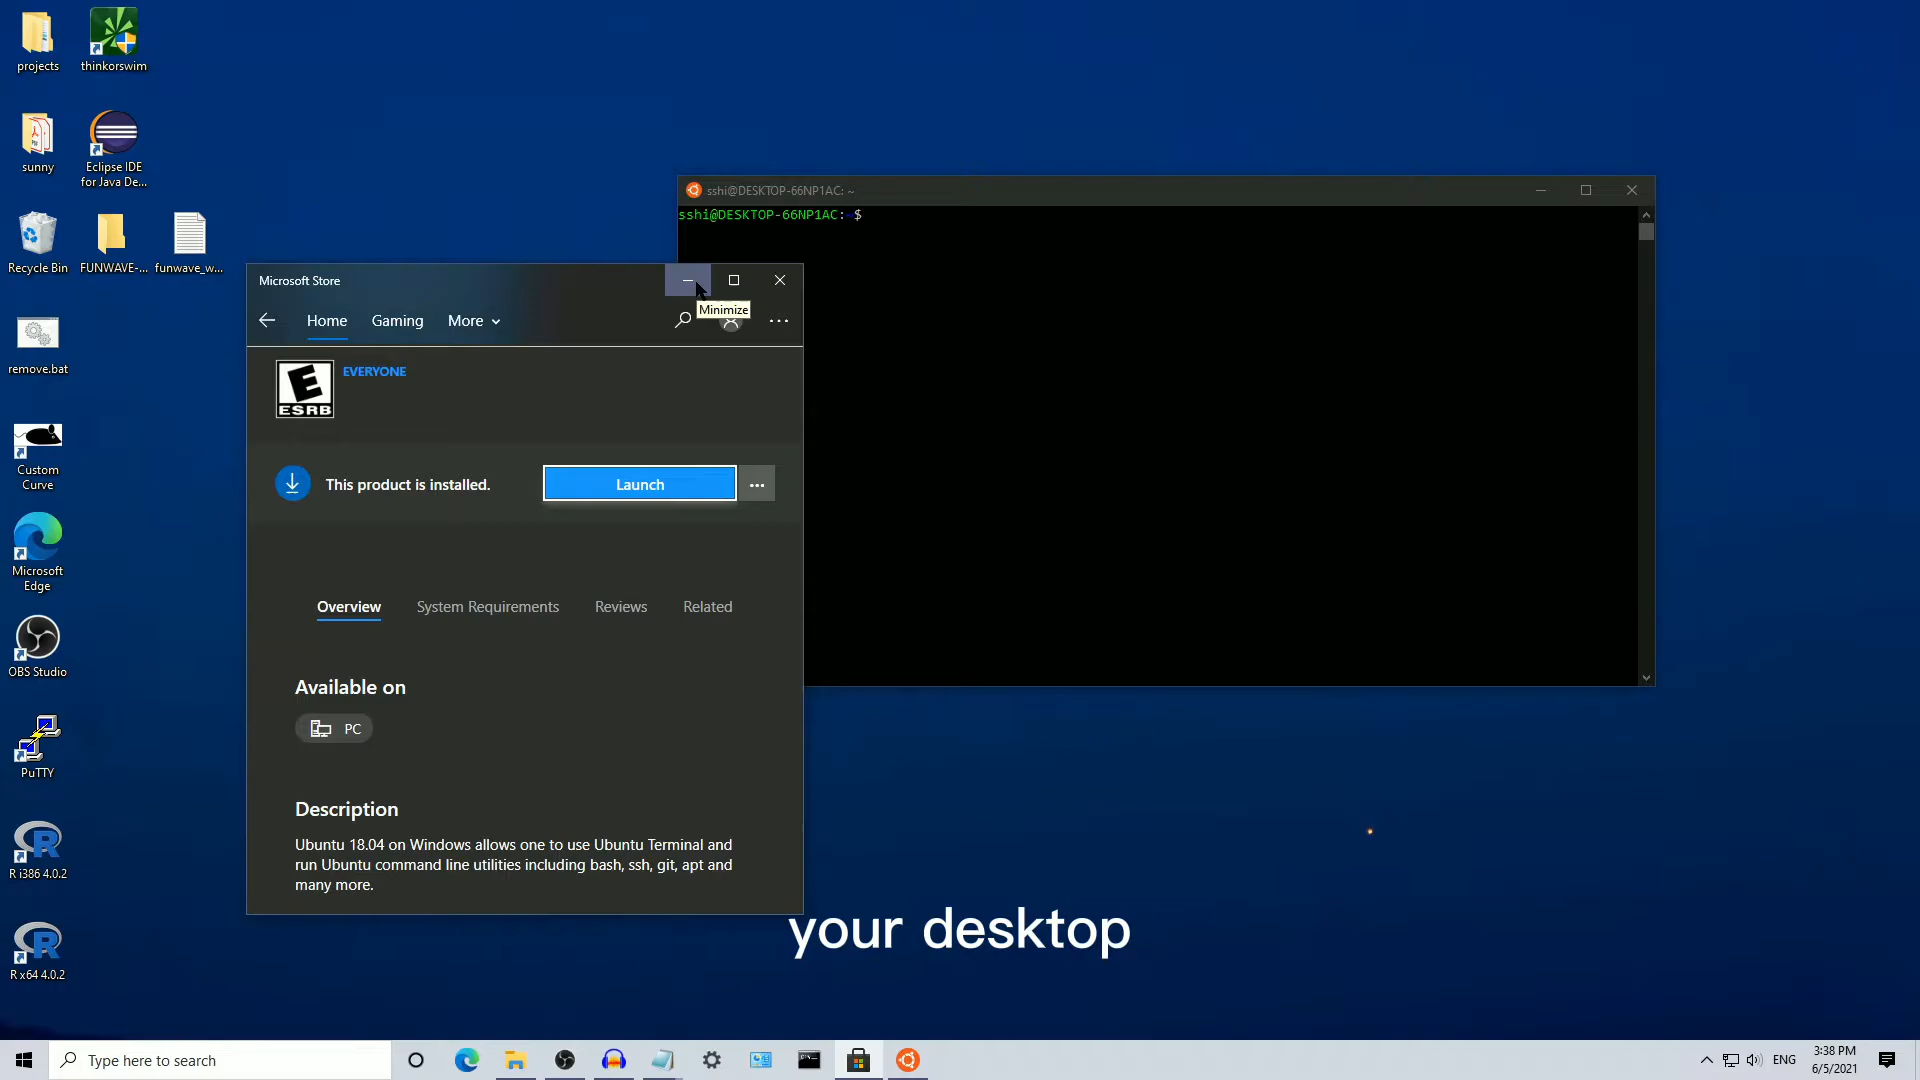 projects
thinkorswim
sunny
Eclipse IDE
for Java De...
Recycle Bin
FUNWAVE-...
funwave_w...
remove.bat
Custom
Curve
Microsoft
Edge
OBS Studio
PuTTY
R i386 4.0.2
R x64 4.0.2
sshi@DESKTOP-66NP1AC: ~
sshi@DESKTOP-66NP1AC:~$
Microsoft Store
Minimize
Home
Gaming
More
E
ESRB
EVERYONE
This product is installed.
Launch
Overview
System Requirements
Reviews
Related
Available on
PC
Description
Ubuntu 18.04 on Windows allows one to use Ubuntu Terminal and
run Ubuntu command line utilities including bash, ssh, git, apt and
many more.
your desktop
Type here to search
ENG
3:38 PM
6/5/2021